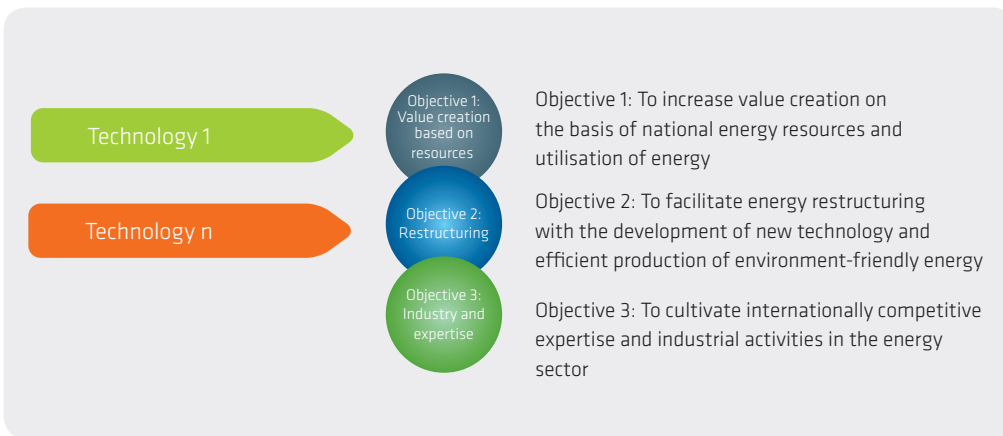 Technology 1
Technology n
Objective 1:
Value creation
based on
resources
Objective 2:
Restructuring
Objective 3:
Industry and
expertise
Objective 1: To increase value creation on
the basis of national energy resources and
utilisation of energy
Objective 2: To facilitate energy restructuring
with the development of new technology and
efficient production of environment-friendly energy
Objective 3: To cultivate internationally competitive
expertise and industrial activities in the energy
sector